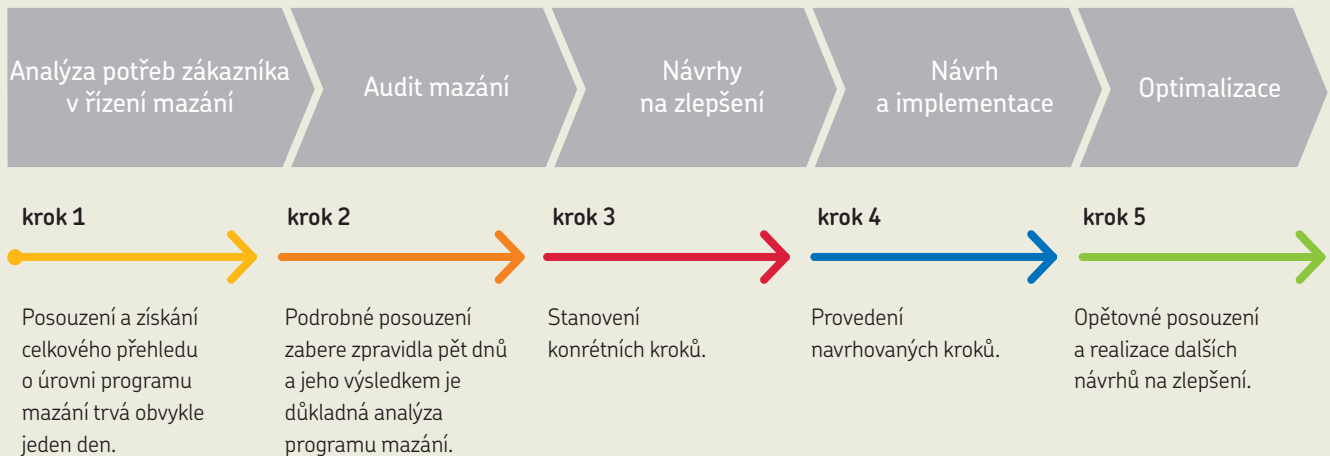 Analýza potřeb zákazníka
v řízení mazání
Audit mazání
Návrhy
na zlepšení
Návrh
a implementace
Optimalizace
krok 1
krok 2
krok 3
krok 4
krok 5
Posouzení a získání
celkového přehledu
o úrovni programu
mazání trvá obvykle
jeden den.
Podrobné posouzení
zabere zpravidla pět dnů
a jeho výsledkem je
důkladná analýza
programu mazání.
Stanovení
konrétních kroků.
Provedení
navrhovaných kroků.
Opětovné posouzení
a realizace dalších
návrhů na zlepšení.